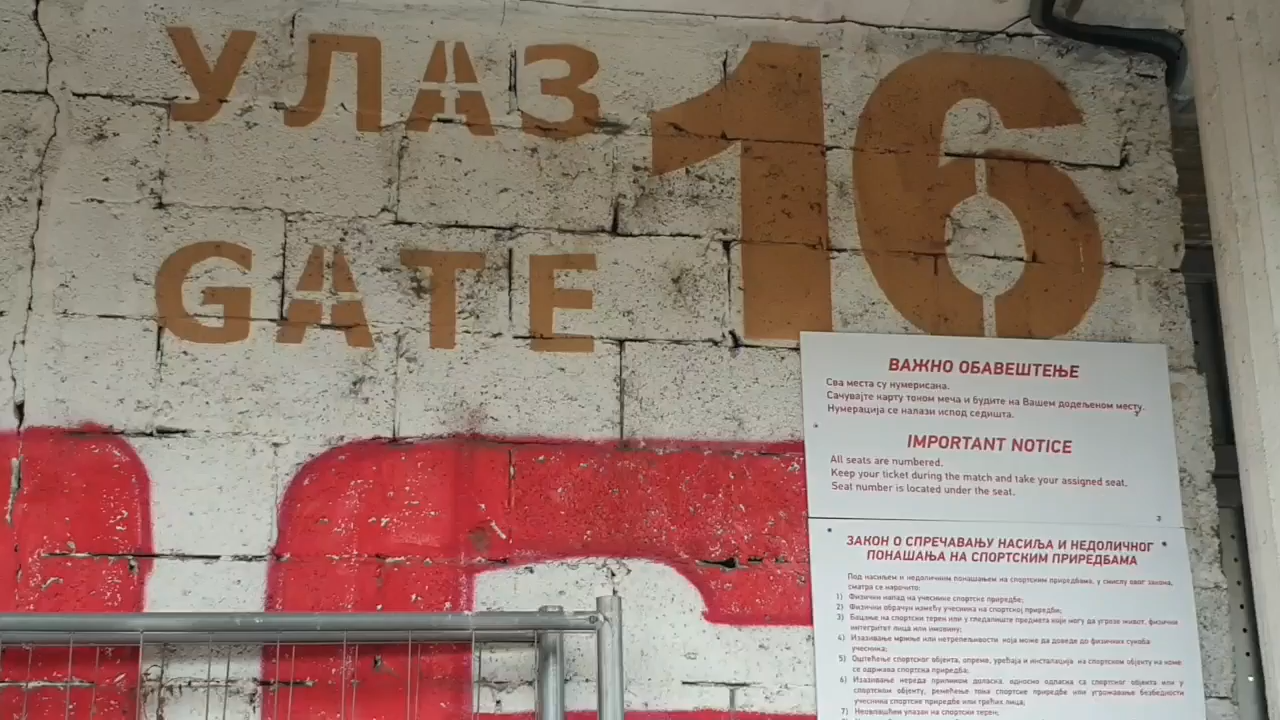 УЛАЗ 16
GATE
ВАЖНО ОБАВЕШТЕЊЕ
Сва места су нумерисана.
Сачувајте карту током меча и будите на Вашем додељеном месту.
Нумерација се налази испод седишта.
IMPORTANT NOTICE
All seats are numbered.
Keep your ticket during the match and take your assigned seat.
Seat number is located under the seat.
ЗАКОН О СПРЕЧАВАЊУ НАСИЉА И НЕДОЛИЧНОГ
ПОНАШАЊА НА СПОРТСКИМ ПРИРЕДБАМА
Под насиљем и недоличним понашањем на спортским приредбама, у смислу овог закона,
сматра се нарочито:
1) Физички напад на учеснике спортске приредбе;
2) Физички обрачун између учесника на спортској приредби;
3) Бацање на спортски терен или у гледалиште предмета који могу да угрозе живот, физички
интегритет лица или имовину;
4) Изазивање мржње или нетрепељивости која може да доведе до физичких сукоба
учесника;
5) Оштећење спортског објекта, опреме, уређаја и инсталација на спортском објекту на коме
се одржава спортска приредба;
6) Изазивање нереда приликом доласка, односно одласка са спортског објекта или у
спортском објекту, ремећење тока спортске приредбе или угрожавање безбедности
учесника спортске приредбе или трећих лица;
7) Неовлашћен улазак на спортски терен;